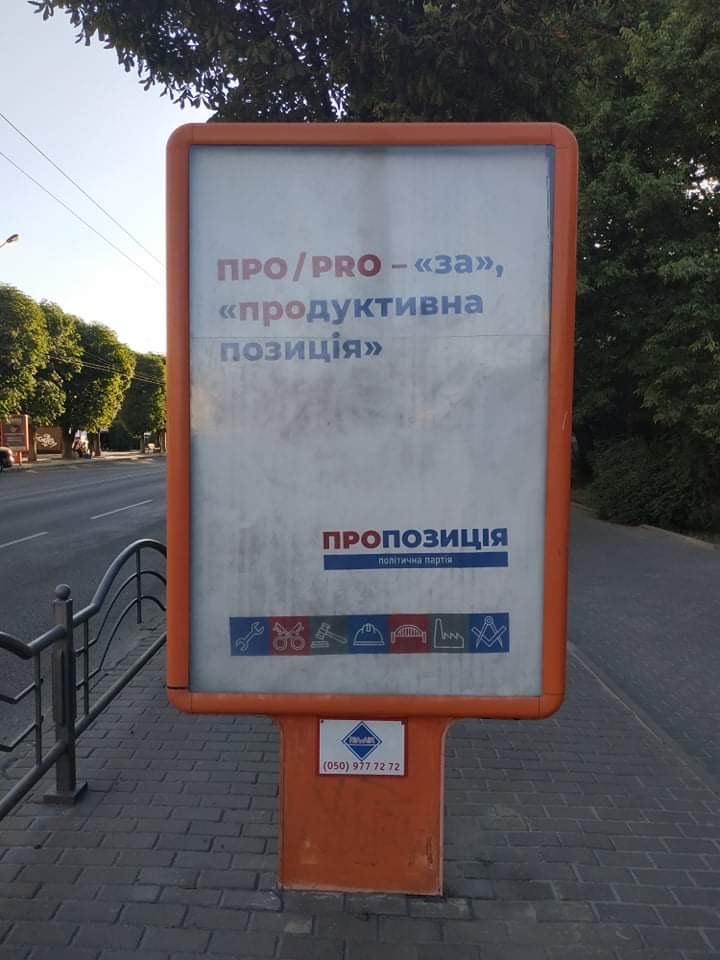 ПРО/PRO – «за»,
«продуктивна
позиція»
ПРОПОЗИЦІЯ
політична партія
(050) 977 72 72